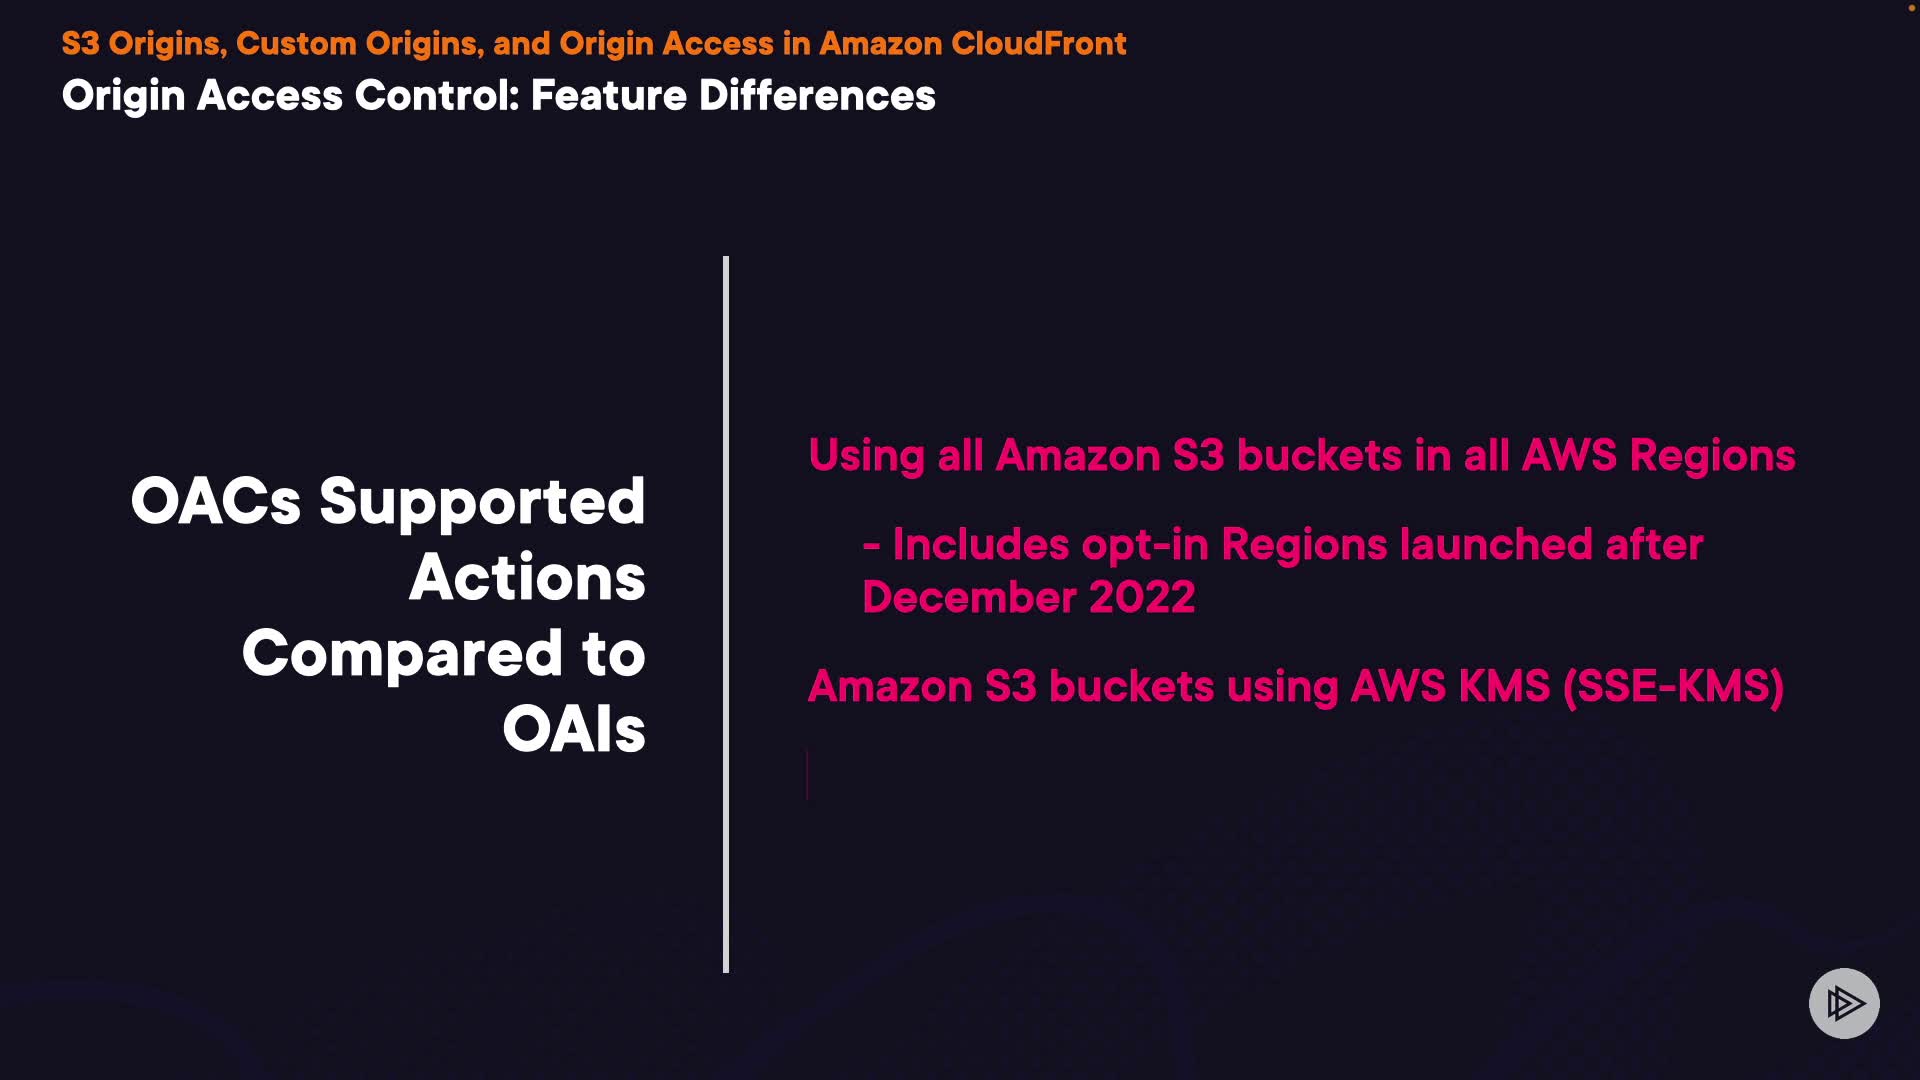 S3 Origins, Custom Origins, and Origin Access in Amazon CloudFront
Origin Access Control: Feature Differences
OACs Supported
Actions
Compared to
OAIs
Using all Amazon S3 buckets in all AWS Regions
- Includes opt-in Regions launched after
December 2022
Amazon S3 buckets using AWS KMS (SSE-KMS)